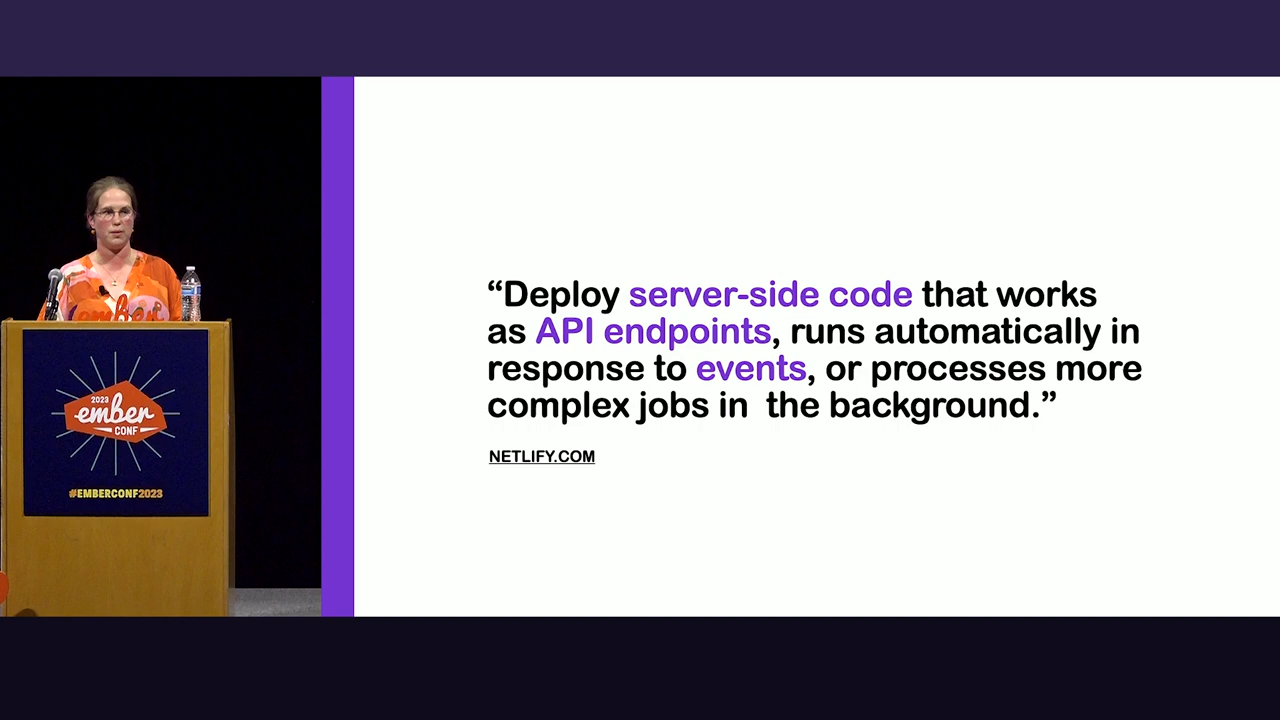 “Deploy server-side code that works
as API endpoints, runs automatically in
response to events, or processes more
complex jobs in  the background.”
NETLIFY.COM
ember
2023
ember
CONF
#EMBERCONF2023